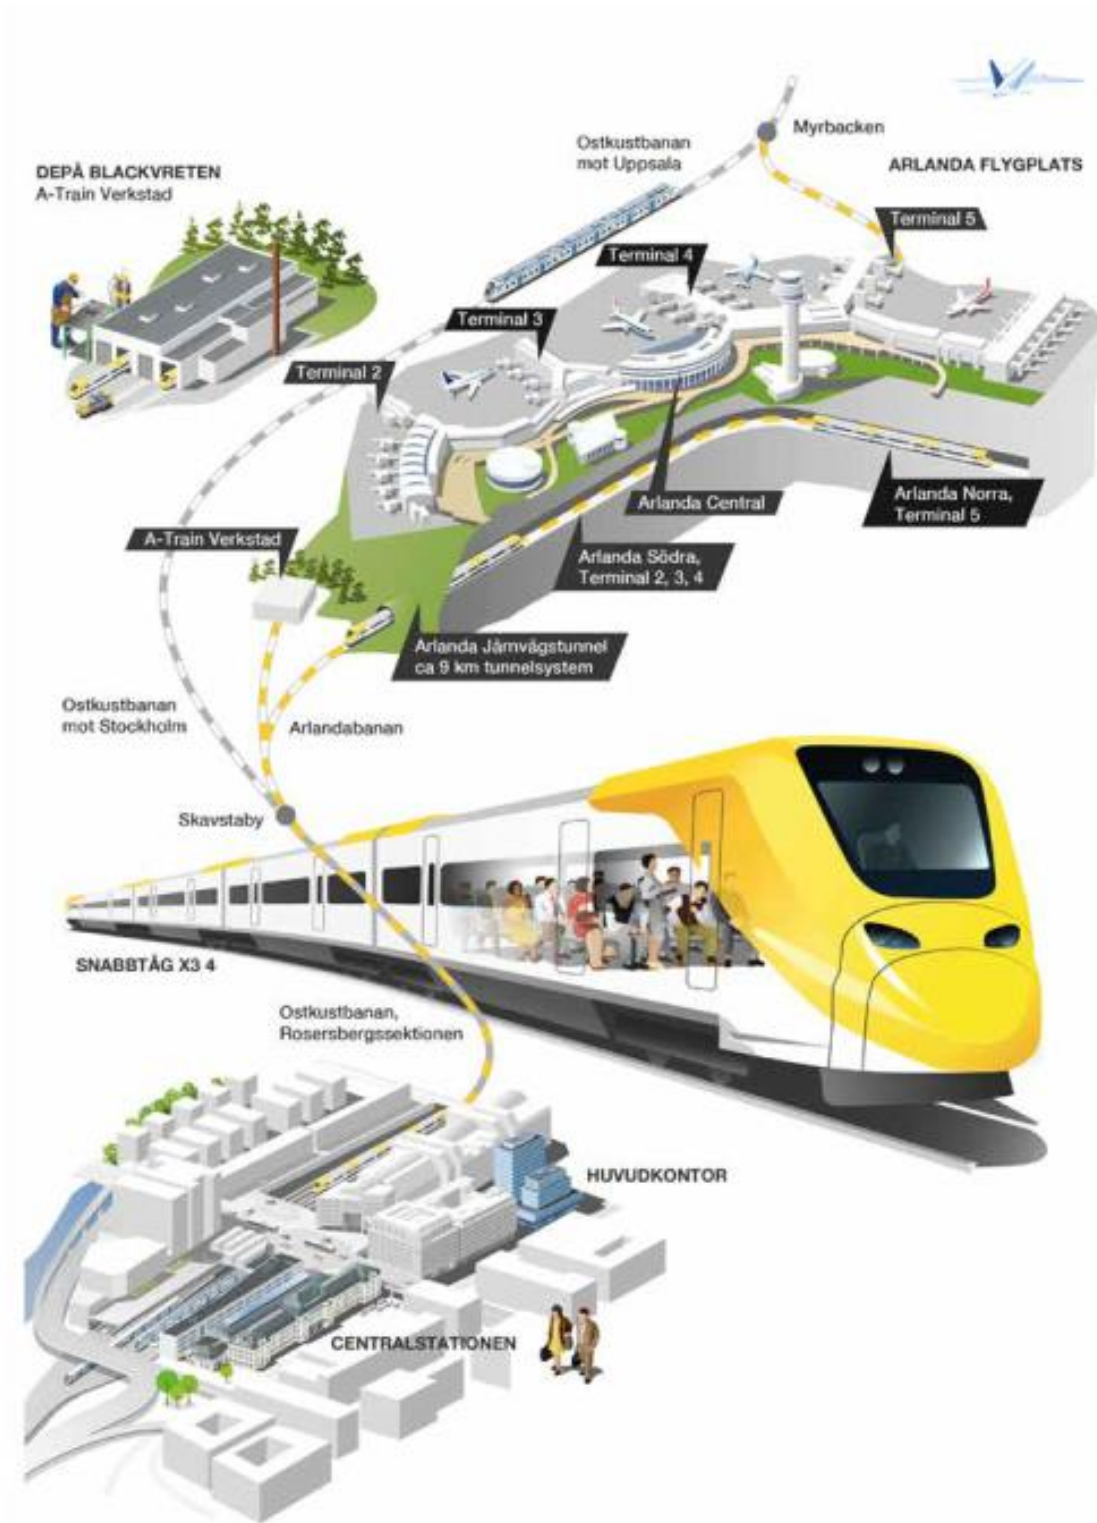 Myrbacken
Ostkustbanan
mot Uppsala
ARLANDA FLYGPLATS
DEPÅ BLACKVRETEN
A-Train Verkstad
Terminal 5
Terminal 4
Terminal 3
Terminal 2
Arlanda Central
Arlanda Norra,
Terminal 5
A-Train Verkstad
Arlanda Södra,
Terminal 2, 3, 4
Arlanda Järnvägstunnel
ca 9 km tunnelsystem
Ostkustbanan
mot Stockholm
Arlandabanan
Skavstaby
SNABBTÅG X3 4
Ostkustbanan,
Rosersbergssektionen
HUVUDKONTOR
CENTRALSTATIONEN